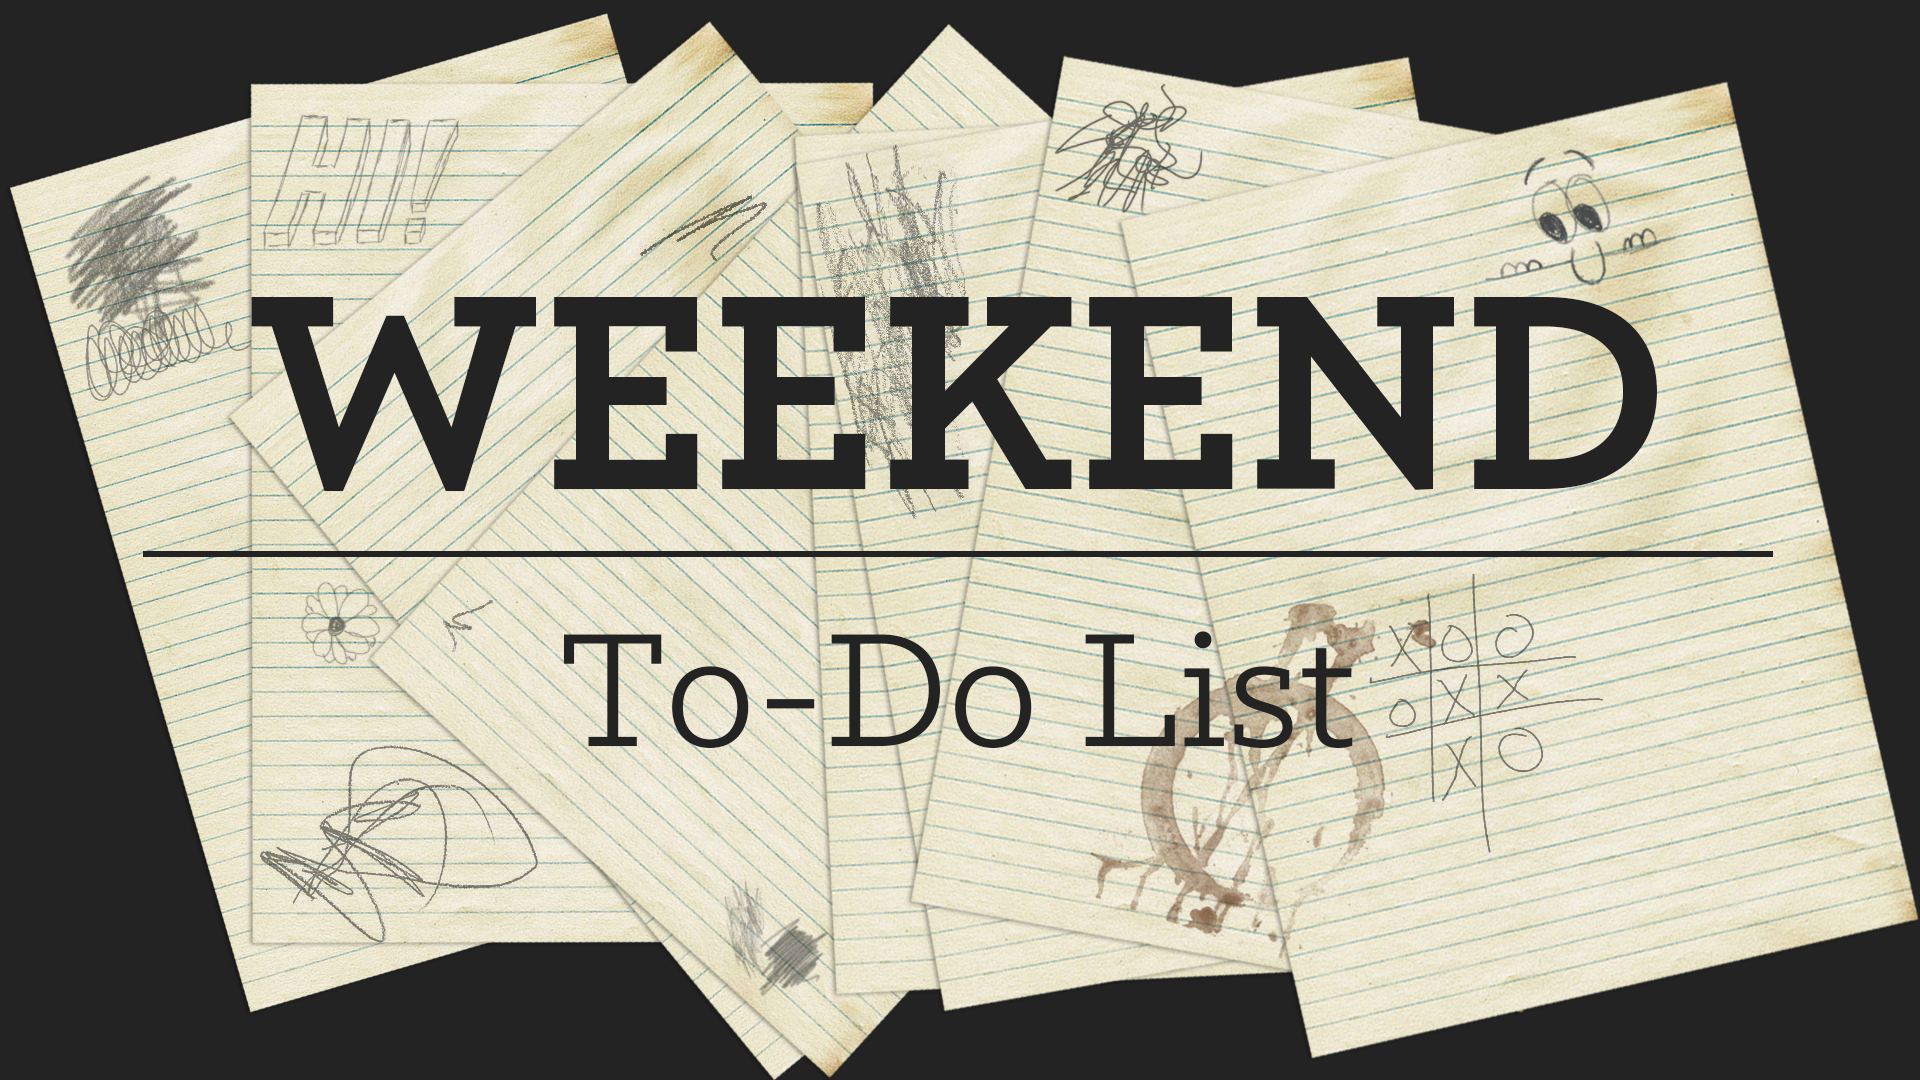 HI!
WEEKEND
To-Do List
X O O
O X X
X O